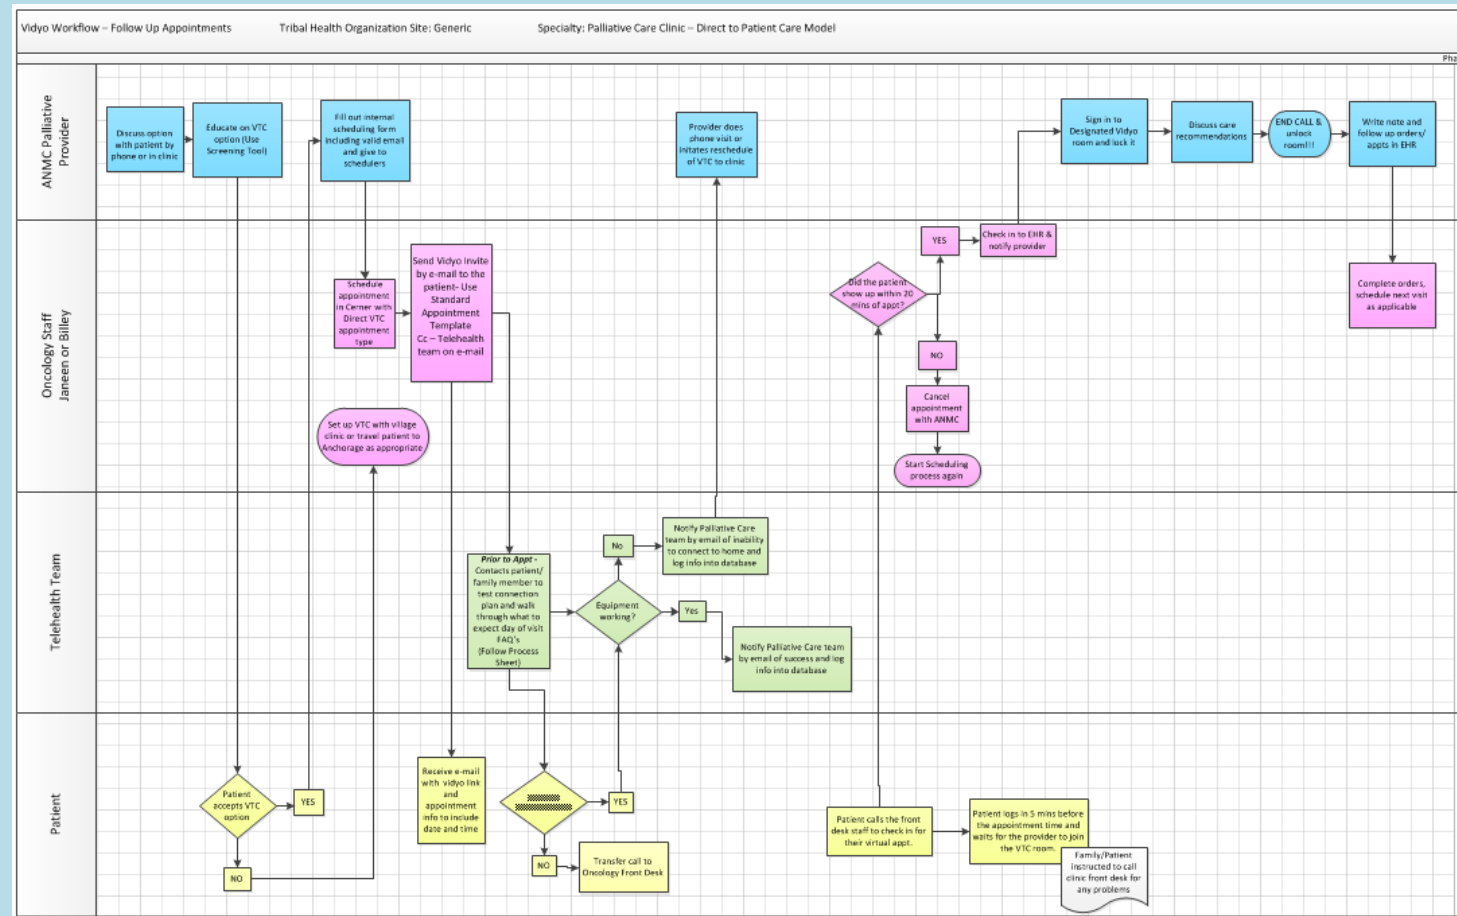 Vidyo Workflow – Follow Up Appointments
Tribal Health Organization Site: Generic
Specialty: Palliative Care Clinic – Direct to Patient Care Model
Pha
ANMC Palliative
Provider
Discuss option
with patient by
phone or in clinic
Educate on VTC
option (Use
Screening Tool)
Fill out internal
scheduling form
including valid email
and give to
schedulers
Provider does
phone visit or
initates reschedule
of VTC to clinic
Sign in to
Designated Vidyo
room and lock it
Discuss care
recommendations
END CALL &
unlock
room!!!
Write note and
follow up orders/
appts in EHR
Oncology Staff
Janeen or Billey
Schedule
appointment
in Cerner with
Direct VTC
appointment
type
Send Vidyo Invite
by e-mail to the
patient- Use
Standard
Appointment
Template
Cc – Telehealth
team on e-mail
Set up VTC with village
clinic or travel patient to
Anchorage as appropriate
Did the patient
show up within 20
mins of appt?
YES
Check in to EHR &
notify provider
NO
Cancel
appointment
with ANMC
Start Scheduling
process again
Complete orders,
schedule next visit
as applicable
Telehealth Team
Prior to Appt -
Contacts patient/
family member to
test connection
plan and walk
through what to
expect day of visit
FAQ's
(Follow Process
Sheet)
Equipment
working?
No
Notify Palliative Care
team by email of inability
to connect to home and
log info into database
Yes
Notify Palliative Care team
by email of success and log
info into database
Patient
Patient
accepts VTC
option
YES
NO
Receive e-mail
with vidyo link
and
appointment
info to include
date and time
YES
NO
Transfer call to
Oncology Front Desk
Patient calls the front
desk staff to check in for
their virtual appt.
Patient logs in 5 mins before
the appointment time and
waits for the provider to join
the VTC room.
Family/Patient
instructed to call
clinic front desk for
any problems